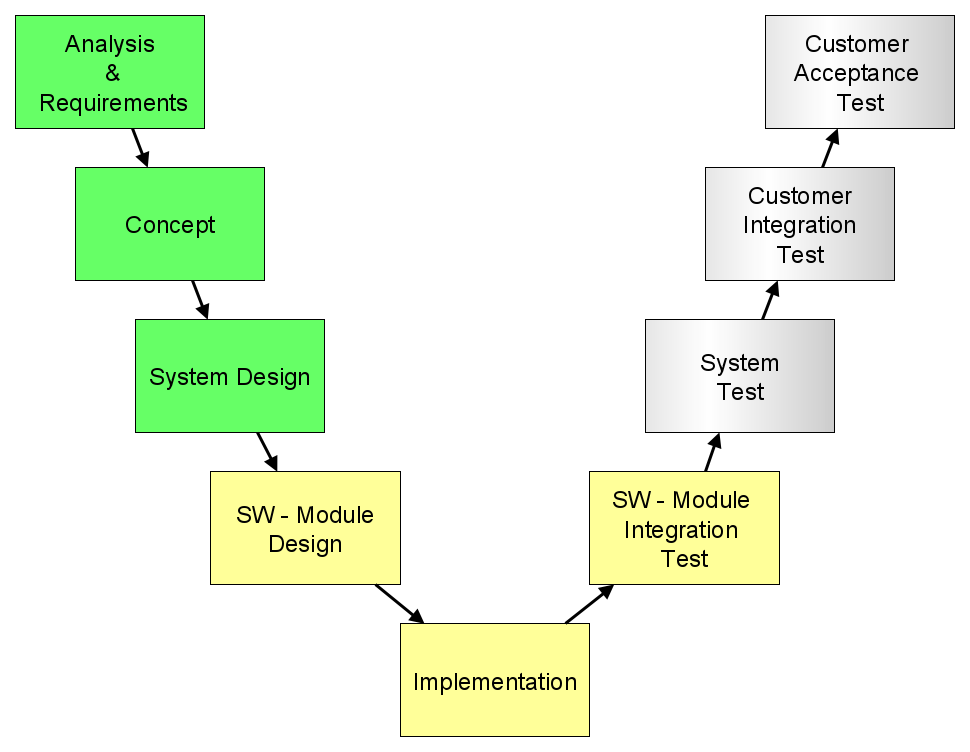 Analysis
&
Requirements
Concept
System Design
SW - Module
Design
Implementation
SW - Module
Integration
Test
System
Test
Customer
Integration
Test
Customer
Acceptance
Test